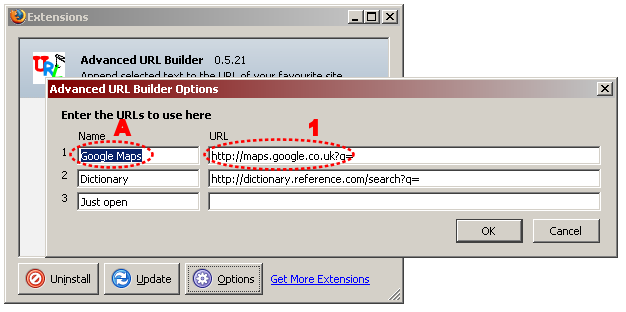 Extensions
URL
Advanced URL Builder 0.5.21
Append selected text to the URL of your favourite site
Advanced URL Builder Options
Enter the URLs to use here
A 1
Name URL
1 Google Maps http://maps.google.co.uk?q=
2 Dictionary http://dictionary.reference.com/search?q=
3 Just open
OK Cancel
Uninstall Update Options Get More Extensions